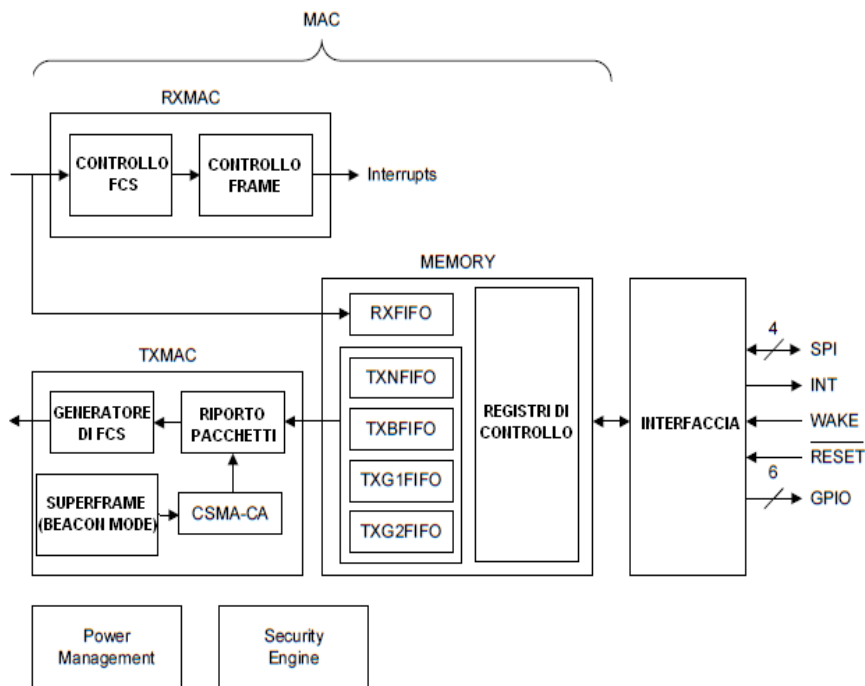 MAC
RXMAC
CONTROLLO
FCS
CONTROLLO
FRAME
Interrupts
MEMORY
RXFIFO
TXNFIFO
TXBFIFO
TXG1FIFO
TXG2FIFO
REGISTRI DI
CONTROLLO
TXMAC
GENERATORE
DI FCS
RIPORTO
PACCHETTI
SUPERFRAME
(BEACON MODE)
CSMA-CA
INTERFACCIA
4
SPI
INT
WAKE
RESET
6
GPIO
Power
Management
Security
Engine